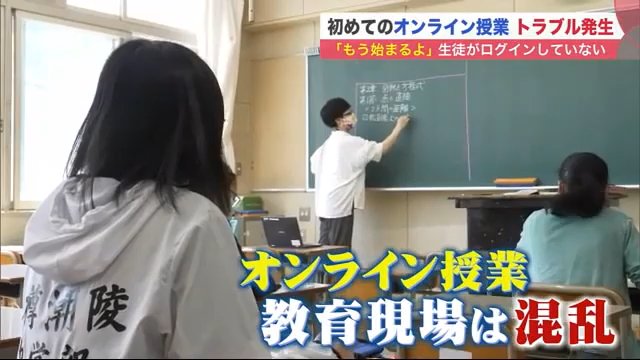 初めてのオンライン授業 トラブル発生
「もう始まるよ」生徒がログインしていない
オンライン授業
教育現場は混乱